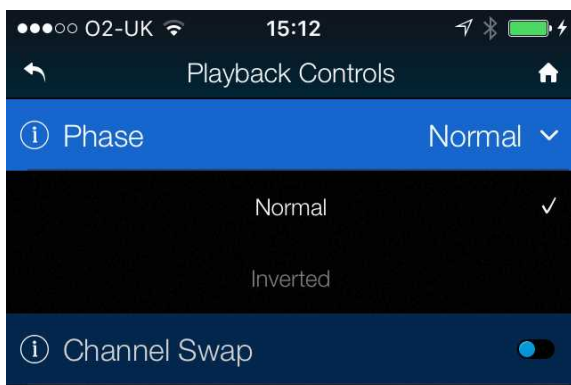 O2-UK 15:12
Playback Controls
Phase Normal
Normal
Inverted
Channel Swap